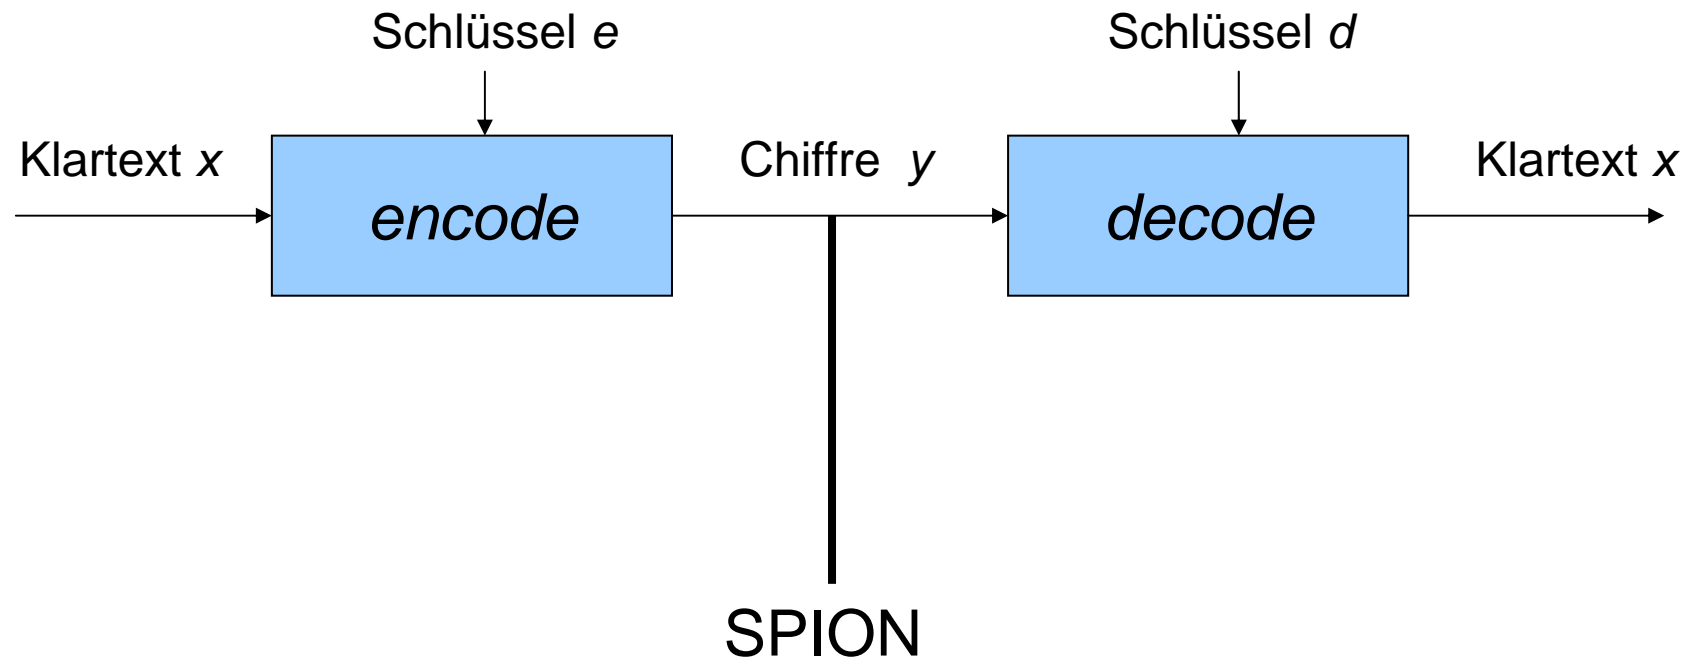 Schlüssel e
Schlüssel d
Klartext x
encode
Chiffre y
decode
Klartext x
SPION